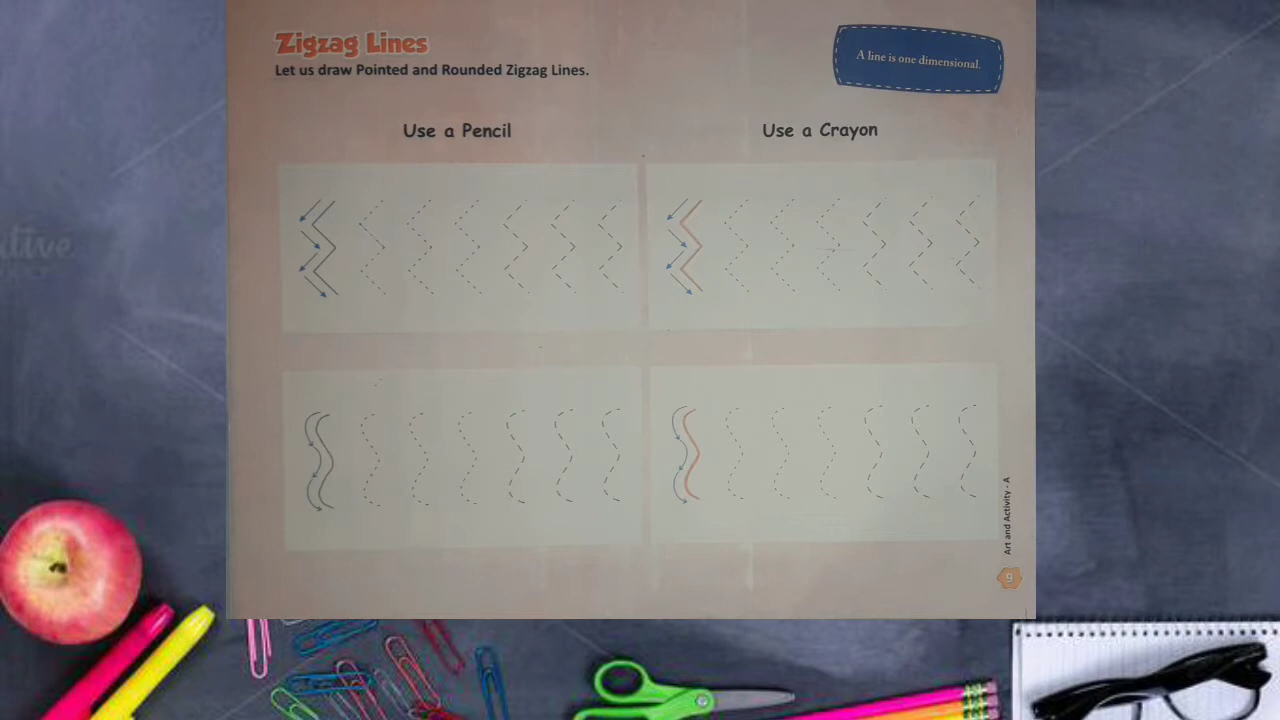 Zigzag Lines
Let us draw Pointed and Rounded Zigzag Lines.
A line is one dimensional.
Use a Pencil
Use a Crayon
Art and Activity - A
9